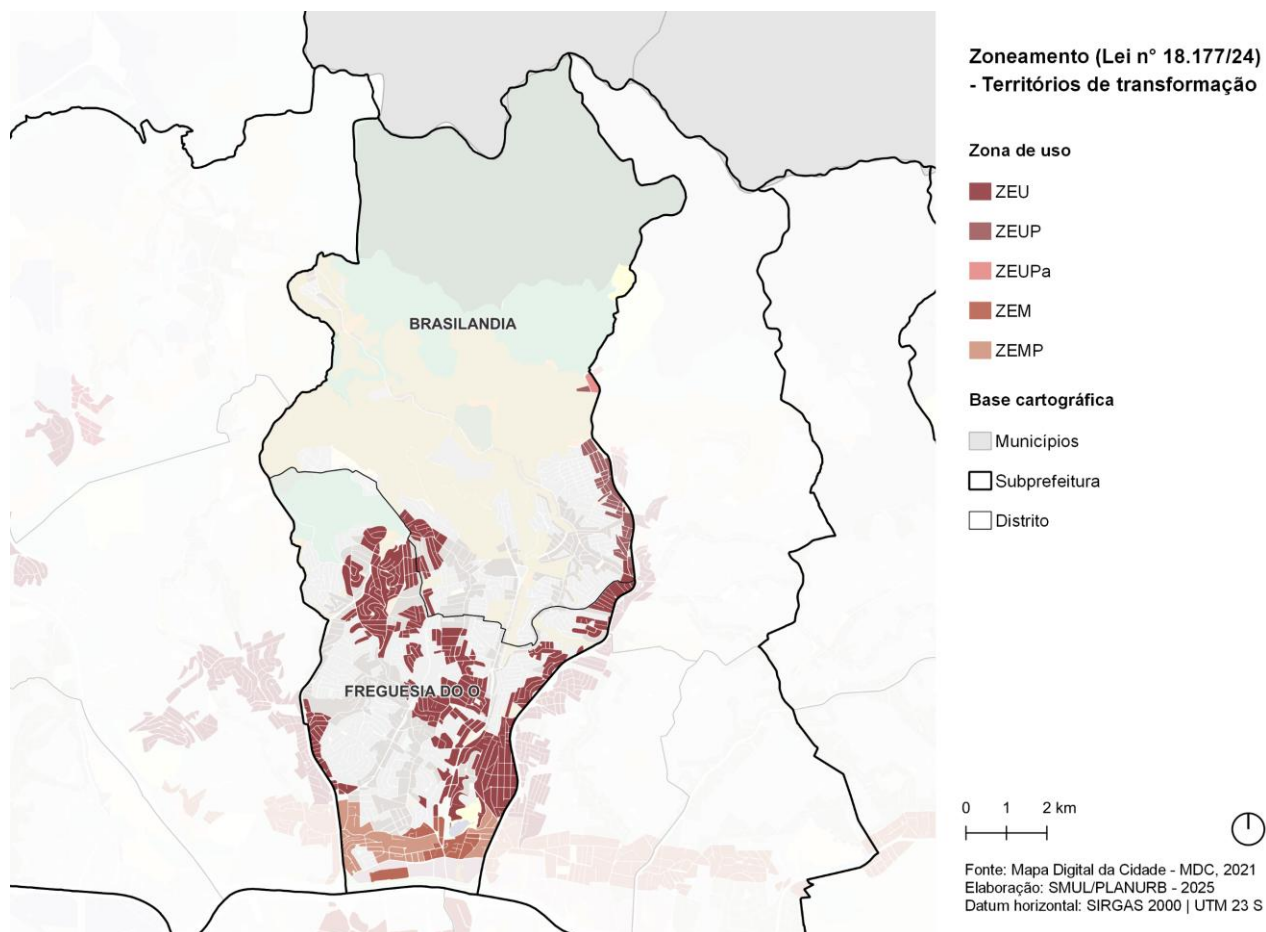 Zoneamento (Lei n° 18.177/24)
- Territórios de transformação
Zona de uso
ZEU
ZEUP
ZEUPa
ZEM
ZEMP
Base cartográfica
Municípios
Subprefeitura
Distrito
BRASILANDIA
FREGUESIA DO O
0 1 2 km
Fonte: Mapa Digital da Cidade - MDC, 2021
Elaboração: SMUL/PLANURB - 2025
Datum horizontal: SIRGAS 2000 | UTM 23 S